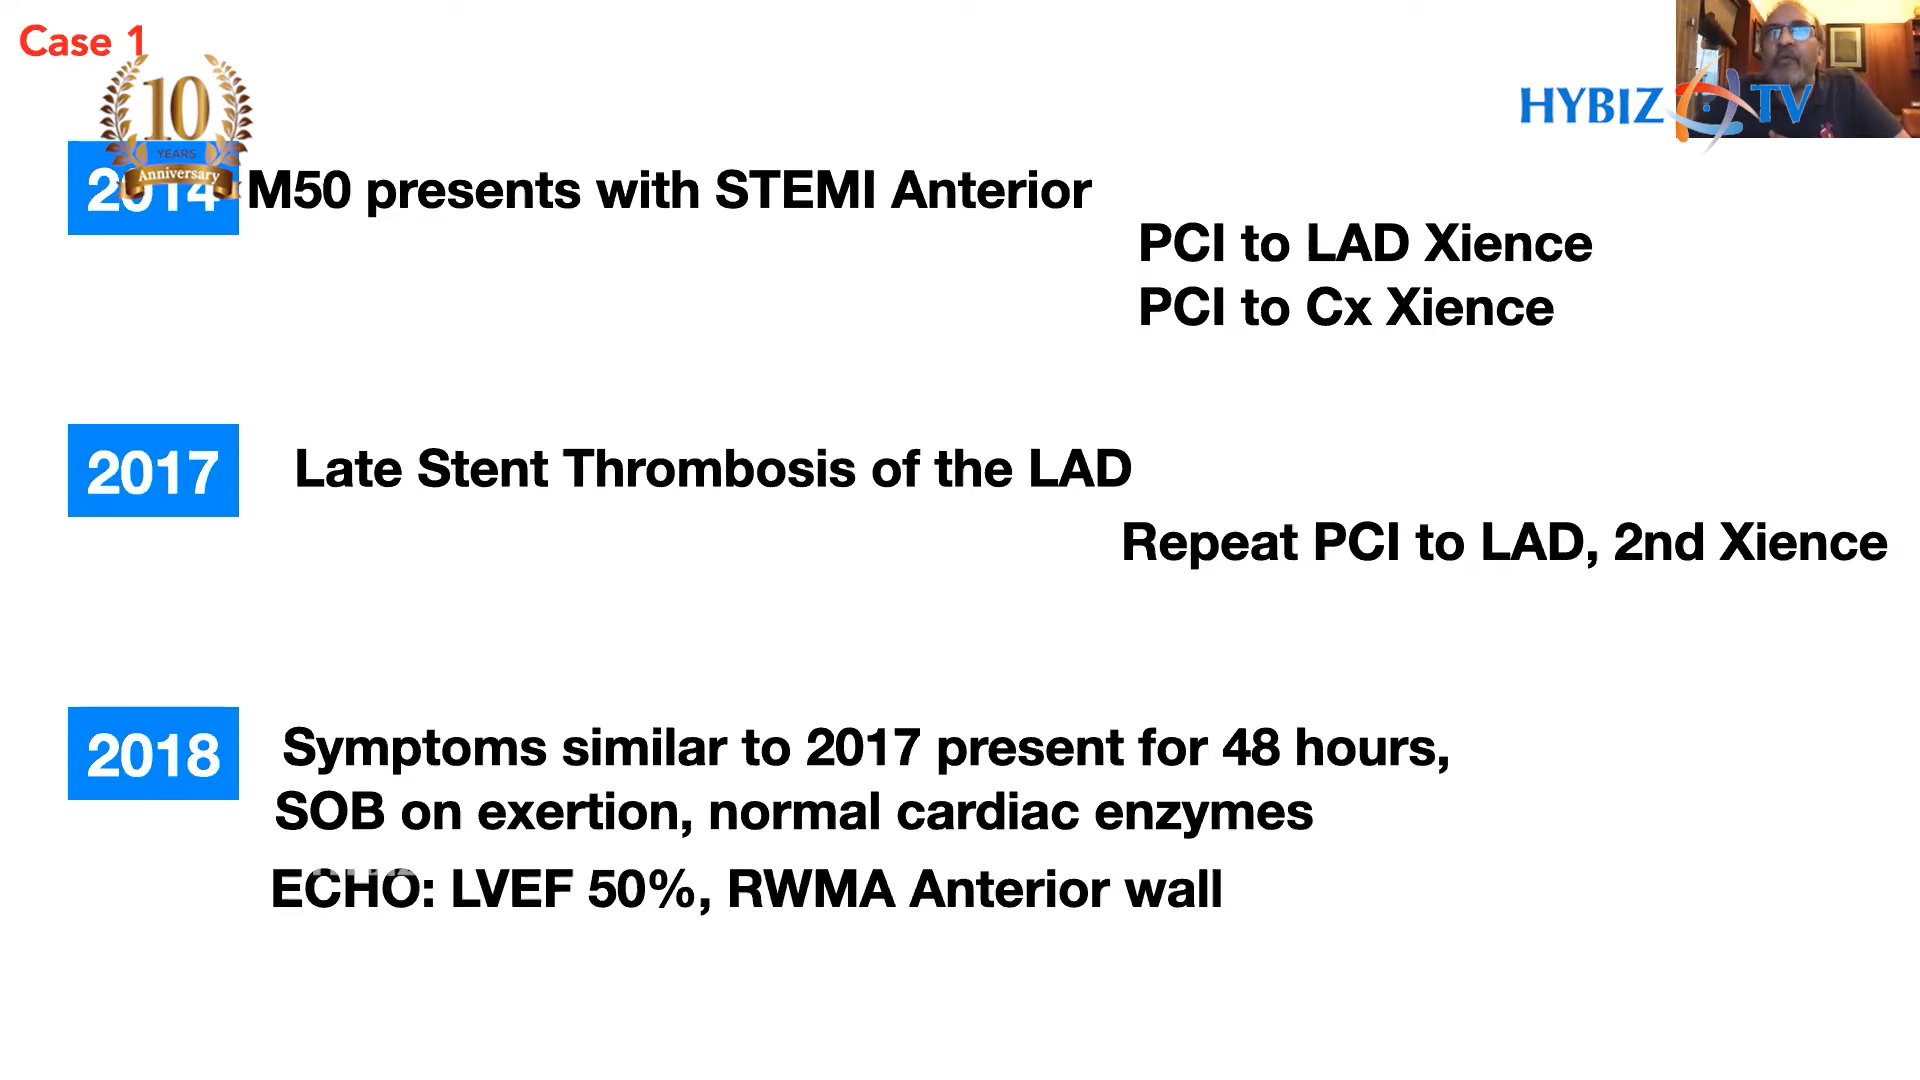 Case 1
10
YEARS
Anniversary
HYBIZ TV
2014 M50 presents with STEMI Anterior
PCI to LAD Xience
PCI to Cx Xience
2017 Late Stent Thrombosis of the LAD
Repeat PCI to LAD, 2nd Xience
2018 Symptoms similar to 2017 present for 48 hours,
SOB on exertion, normal cardiac enzymes
ECHO: LVEF 50%, RWMA Anterior wall